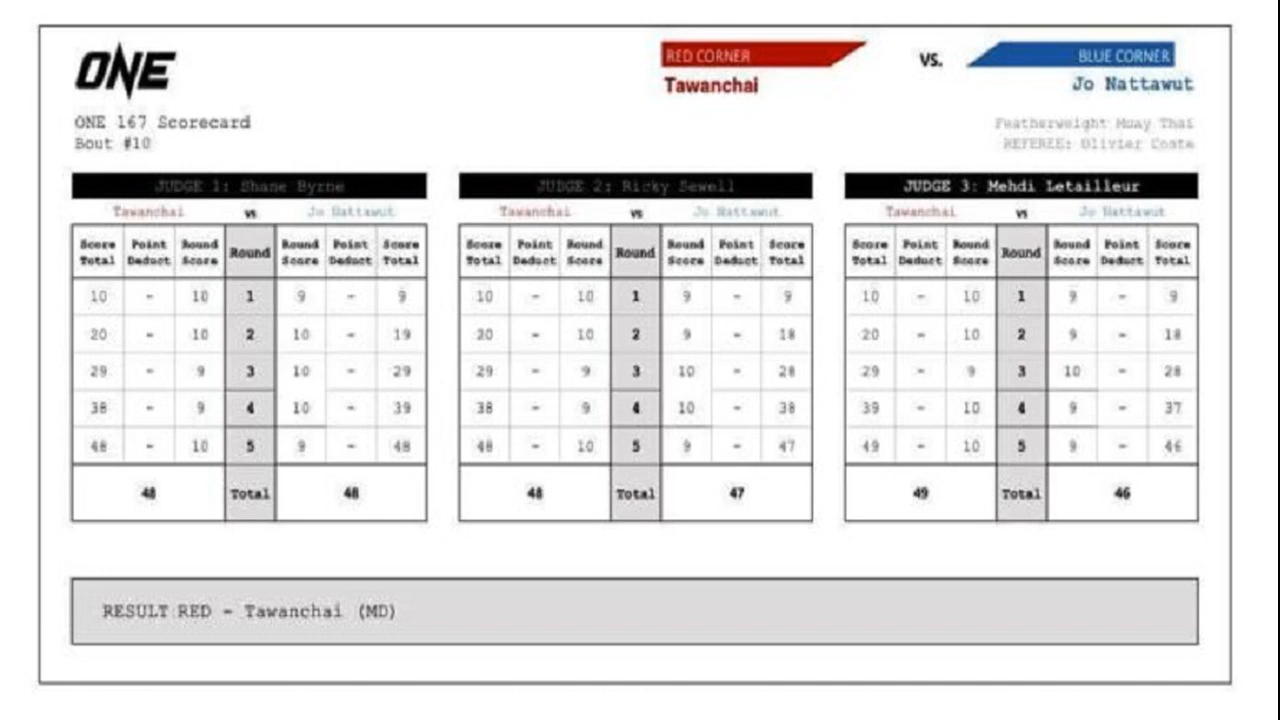 ONE
RED CORNER VS. BLUE CORNER
Tawanchai Jo Nattawut
ONE 167 Scorecard Featherweight Muay Thai
Bout #10 REFEREE: Olivier Coste
JUDGE 1: Shane Byrne
Tawanchai vs Jo Nattawut
Score Total Point Deduct Round Score Round Round Score Point Deduct Score Total
10 - 10 1 9 - 9
20 - 10 2 10 - 19
29 - 9 3 10 - 29
38 - 9 4 10 - 39
48 - 10 5 9 - 48
48 Total 48
JUDGE 2: Ricky Sewell
Tawanchai vs Jo Nattawut
Score Total Point Deduct Round Score Round Round Score Point Deduct Score Total
10 - 10 1 9 - 9
20 - 10 2 9 - 18
29 - 9 3 10 - 28
38 - 9 4 10 - 38
48 - 10 5 9 - 47
48 Total 47
JUDGE 3: Mehdi Letailleur
Tawanchai vs Jo Nattawut
Score Total Point Deduct Round Score Round Round Score Point Deduct Score Total
10 - 10 1 9 - 9
20 - 10 2 9 - 18
29 - 9 3 10 - 28
39 - 10 4 9 - 37
49 - 10 5 9 - 46
49 Total 46
RESULT RED - Tawanchai (MD)